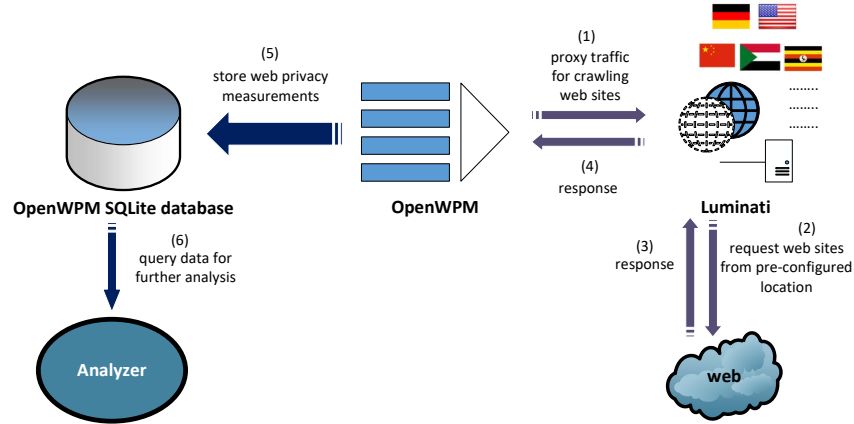 (1)
proxy traffic
for crawling
web sites
(5)
store web privacy
measurements
(4)
response
OpenWPM SQLite database
OpenWPM
Luminati
(6)
query data for
further analysis
(3)
response
(2)
request web sites
from pre-configured
location
Analyzer
web